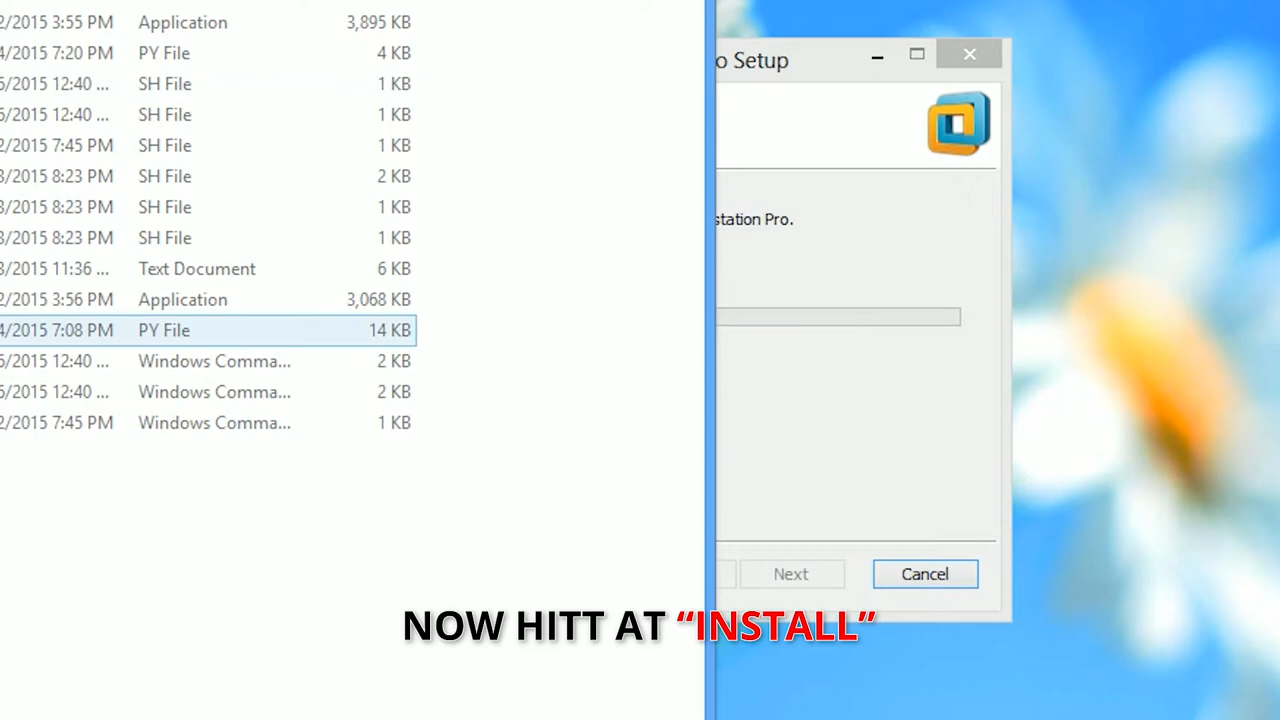 2/2015 3:55 PM Application 3,895 KB
4/2015 7:20 PM PY File 4 KB
6/2015 12:40 ... SH File 1 KB
6/2015 12:40 ... SH File 1 KB
2/2015 7:45 PM SH File 1 KB
3/2015 8:23 PM SH File 2 KB
3/2015 8:23 PM SH File 1 KB
3/2015 8:23 PM SH File 1 KB
3/2015 11:36 ... Text Document 6 KB
2/2015 3:56 PM Application 3,068 KB
4/2015 7:08 PM PY File 14 KB
6/2015 12:40 ... Windows Comma... 2 KB
6/2015 12:40 ... Windows Comma... 2 KB
2/2015 7:45 PM Windows Comma... 1 KB
o Setup
station Pro.
Next Cancel
NOW HITT AT “INSTALL”